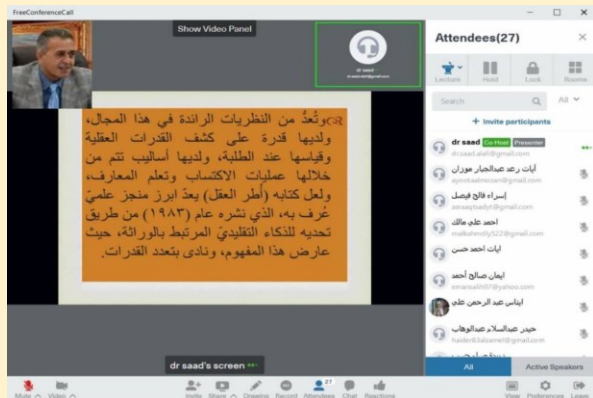 FreeConferenceCall
Show Video Panel
dr saad
Attendees(27)
Lecture
Hold
Lock
Rooms
Search
All
+ Invite participants
dr saad Co-Host Presenter
آيات رعد عبدالجبار موزان
إسراء فالح فيصل
احمد علي مالك
ايات احمد حسن
ايمان صالح أحمد
ايناس عبد الرحمن علي
حيدر عبدالسلام عبدالوهاب
وتُعدُّ من النظريات الرائدة في هذا المجال،
ولديها قدرة على كشف القدرات العقلية
وقياسها عند الطلبة، ولديها أساليب تتم من
خلالها عمليات الاكتساب وتعلم المعارف،
ولعل كتابه (أُطر العقل) يعدّ ابرز منجز علميّ
عُرف به، الذي نشره عام (١٩٨٣) من طريق
تحديه للذكاء التقليديّ المرتبط بالوراثة، حيث
عارض هذا المفهوم، ونادى بتعدد القدرات.
dr saad's screen
All
Active Speakers
Mute
Video
Invite
Share
Drawing
Record
27
Attendees
Chat
Reactions
View
Preferences
Leave